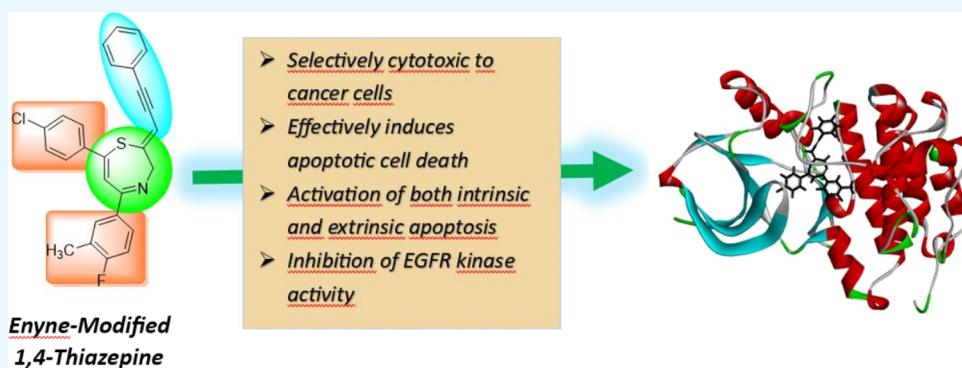 Cl
S
N
H₃C
F
Enyne-Modified
1,4-Thiazepine
➤ Selectively cytotoxic to
cancer cells
➤ Effectively induces
apoptotic cell death
➤ Activation of both intrinsic
and extrinsic apoptosis
➤ Inhibition of EGFR kinase
activity